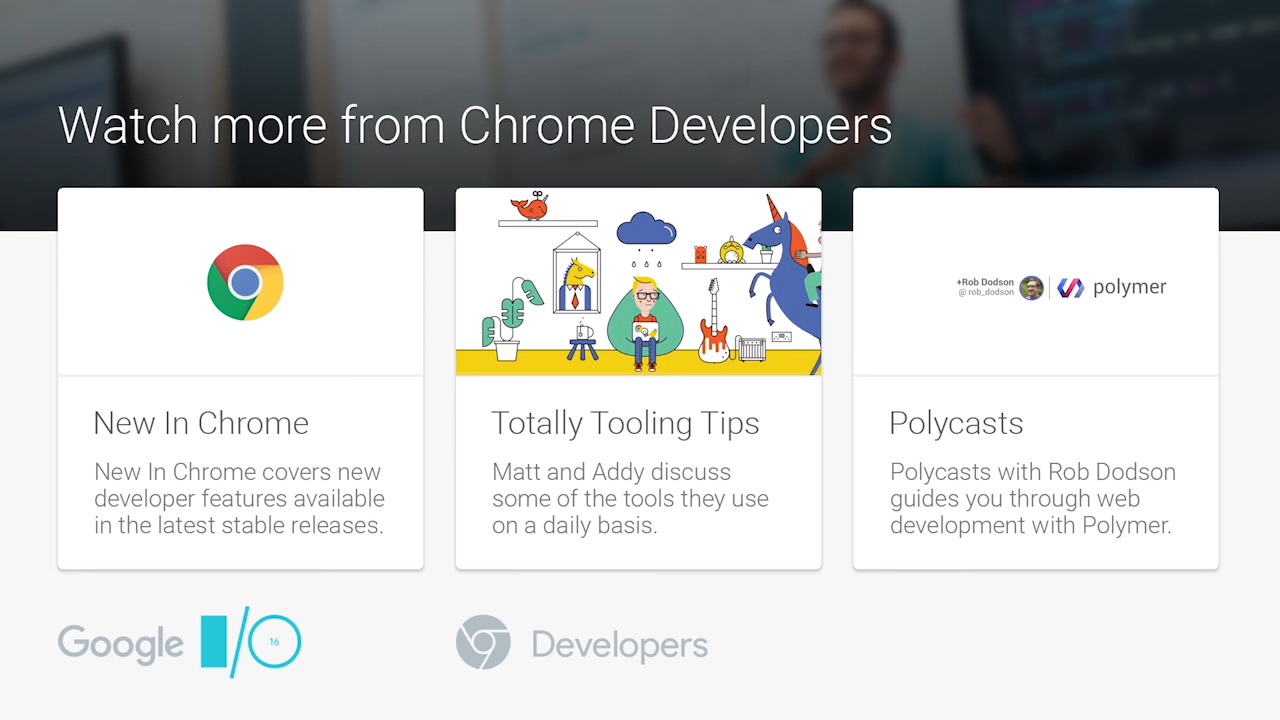 Watch more from Chrome Developers
+Rob Dodson
@ rob_dodson
polymer
New In Chrome
New In Chrome covers new
developer features available
in the latest stable releases.
Totally Tooling Tips
Matt and Addy discuss
some of the tools they use
on a daily basis.
Polycasts
Polycasts with Rob Dodson
guides you through web
development with Polymer.
Google I/O 16
Developers